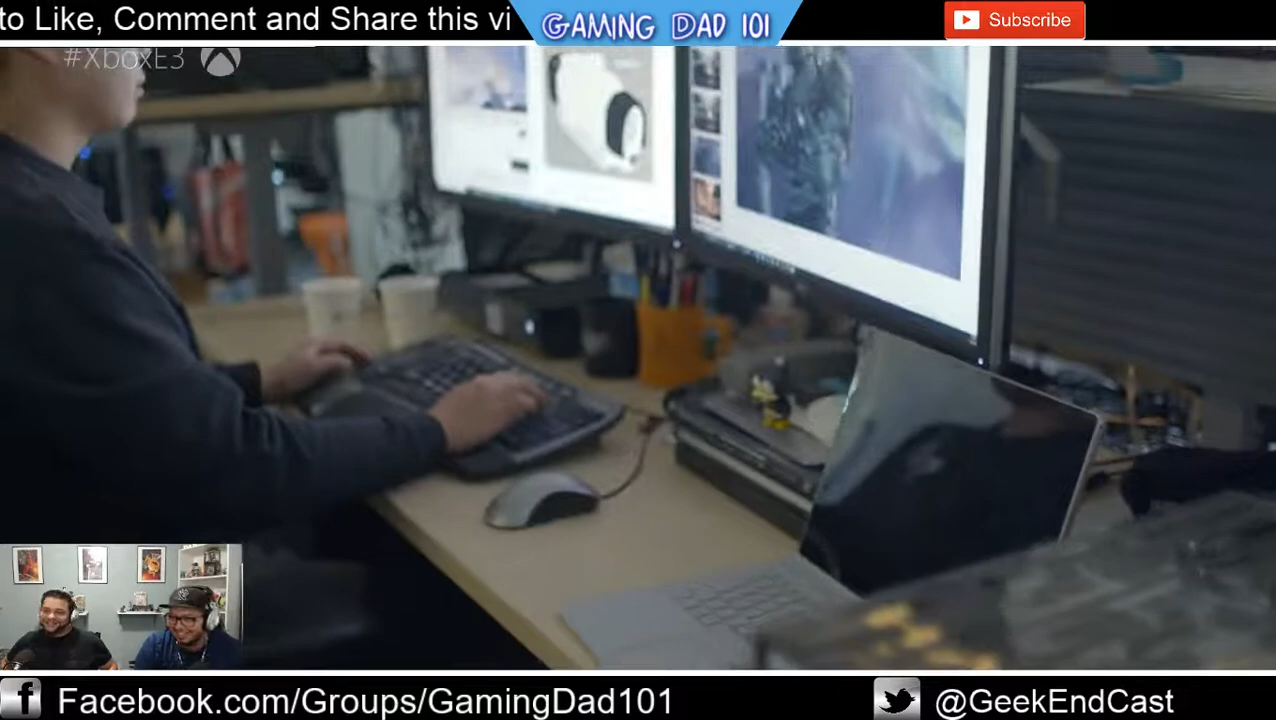 to Like, Comment and Share this vi
GAMING DAD 101
Subscribe
#XboxE3
Facebook.com/Groups/GamingDad101
@GeekEndCast